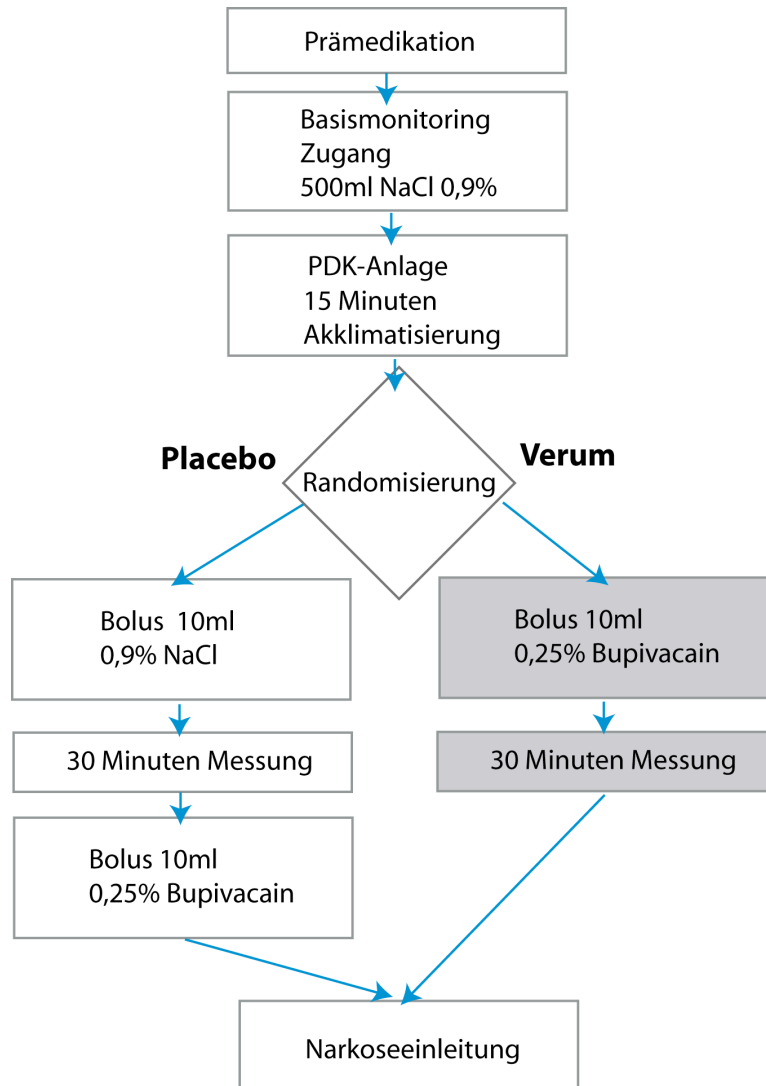 Prämedikation
Basismonitoring
Zugang
500ml NaCl 0,9%
PDK-Anlage
15 Minuten
Akklimatisierung
Placebo
Verum
Randomisierung
Bolus 10ml
0,9% NaCl
30 Minuten Messung
Bolus 10ml
0,25% Bupivacain
Bolus 10ml
0,25% Bupivacain
30 Minuten Messung
Narkoseeinleitung